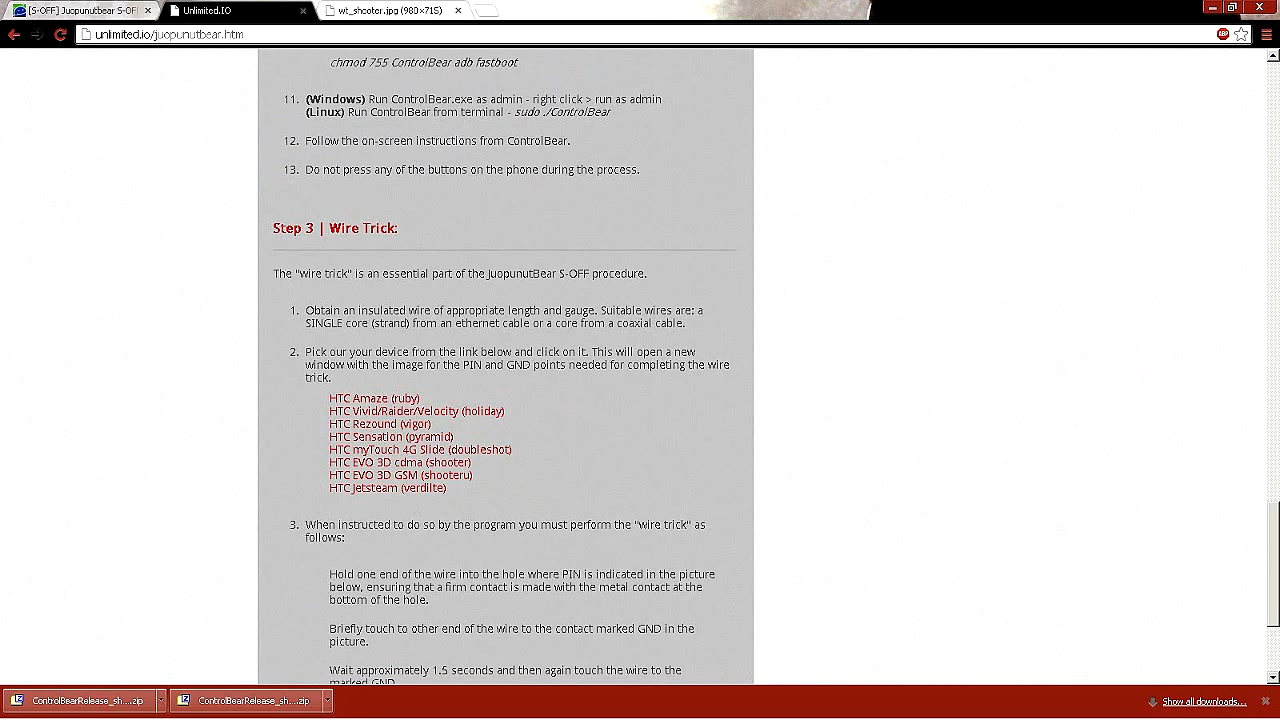 [S-OFF] Juopunutbear S-OFF
Unlimited.IO
wt_shooter.jpg (980×715)
unlimited.io/juopunutbear.htm
ABP
chmod 755 ControlBear adb fastboot
11. (Windows) Run ControlBear.exe as admin - right click > run as admin
(Linux) Run ControlBear from terminal - sudo ./ControlBear
12. Follow the on-screen instructions from ControlBear.
13. Do not press any of the buttons on the phone during the process.
Step 3 | Wire Trick:
The "wire trick" is an essential part of the JuopunutBear S-OFF procedure.
1. Obtain an insulated wire of appropriate length and gauge. Suitable wires are: a
SINGLE core (strand) from an ethernet cable or a core from a coaxial cable.
2. Pick our your device from the link below and click on it. This will open a new
window with the image for the PIN and GND points needed for completing the wire
trick.
HTC Amaze (ruby)
HTC Vivid/Raider/Velocity (holiday)
HTC Rezound (vigor)
HTC Sensation (pyramid)
HTC myTouch 4G Slide (doubleshot)
HTC EVO 3D cdma (shooter)
HTC EVO 3D GSM (shooteru)
HTC Jetsteam (verdilte)
3. When instructed to do so by the program you must perform the "wire trick" as
follows:
Hold one end of the wire into the hole where PIN is indicated in the picture
below, ensuring that a firm contact is made with the metal contact at the
bottom of the hole.
Briefly touch to other end of the wire to the contact marked GND in the
picture.
Wait approximately 1.5 seconds and then again touch the wire to the
marked GND
ControlBearRelease_sh....zip
ControlBearRelease_sh....zip
Show all downloads...